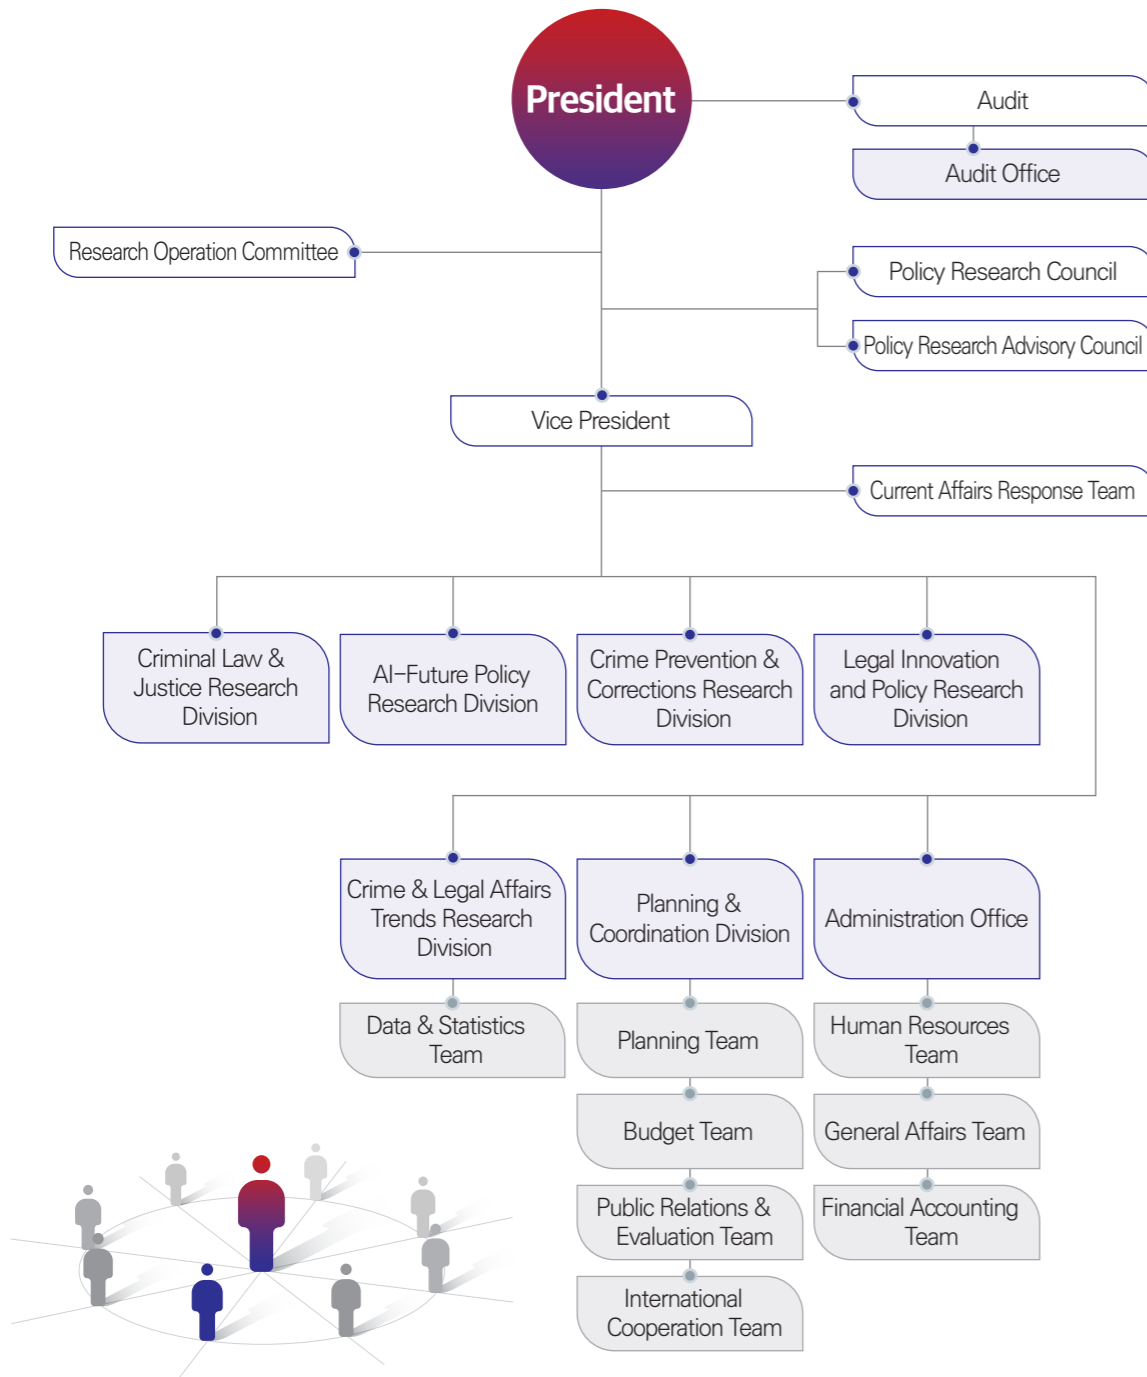 President
Audit
Audit Office
Research Operation Committee
Policy Research Council
Policy Research Advisory Council
Vice President
Current Affairs Response Team
Criminal Law &
Justice Research
Division
AI-Future Policy
Research Division
Crime Prevention &
Corrections Research
Division
Legal Innovation
and Policy Research
Division
Crime & Legal Affairs
Trends Research
Division
Planning &
Coordination Division
Administration Office
Data & Statistics
Team
Planning Team
Human Resources
Team
Budget Team
General Affairs Team
Public Relations &
Evaluation Team
Financial Accounting
Team
International
Cooperation Team